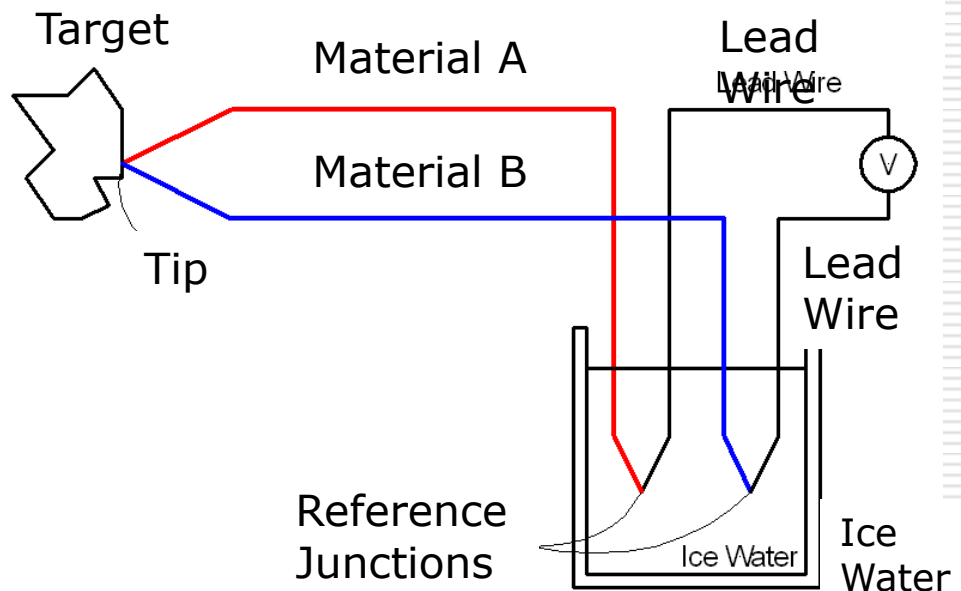 Target
Material A
Lead
Wire
Lead Wire
V
Material B
Tip
Lead
Wire
Reference
Junctions
Ice Water
Ice
Water